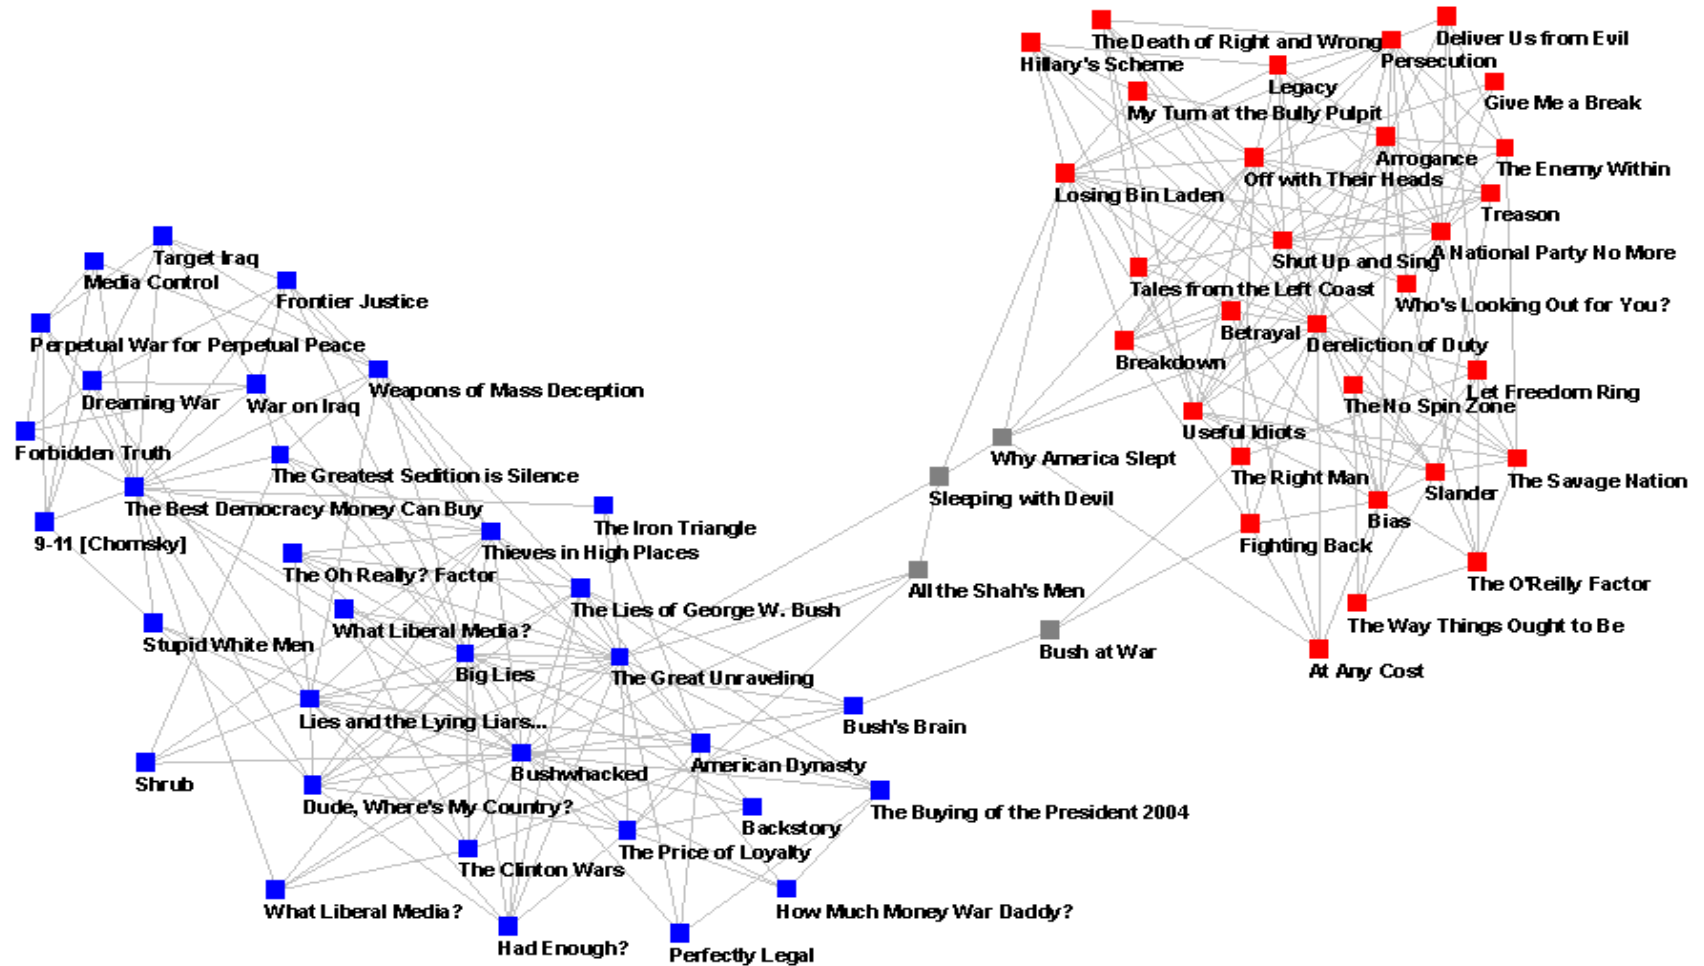 The Death of Right and Wrong
Deliver Us from Evil
Hillary's Scheme
Persecution
Legacy
Give Me a Break
My Turn at the Bully Pulpit
Arrogance
The Enemy Within
Off with Their Heads
Losing Bin Laden
Treason
A National Party No More
Shut Up and Sing
Tales from the Left Coast
Who's Looking Out for You?
Betrayal
Dereliction of Duty
Breakdown
Let Freedom Ring
The No Spin Zone
Useful Idiots
Why America Slept
The Right Man
Slander
The Savage Nation
Sleeping with Devil
Bias
Fighting Back
The O'Reilly Factor
All the Shah's Men
The Way Things Ought to Be
Bush at War
At Any Cost
Target Iraq
Media Control
Frontier Justice
Perpetual War for Perpetual Peace
Weapons of Mass Deception
Dreaming War
War on Iraq
Forbidden Truth
The Greatest Sedition is Silence
The Best Democracy Money Can Buy
The Iron Triangle
9-11 [Chomsky]
Thieves in High Places
The Oh Really? Factor
The Lies of George W. Bush
What Liberal Media?
Stupid White Men
Big Lies
The Great Unraveling
Lies and the Lying Liars...
Bush's Brain
American Dynasty
Bushwhacked
Shrub
Dude, Where's My Country?
The Buying of the President 2004
Backstory
The Price of Loyalty
The Clinton Wars
What Liberal Media?
How Much Money War Daddy?
Had Enough?
Perfectly Legal